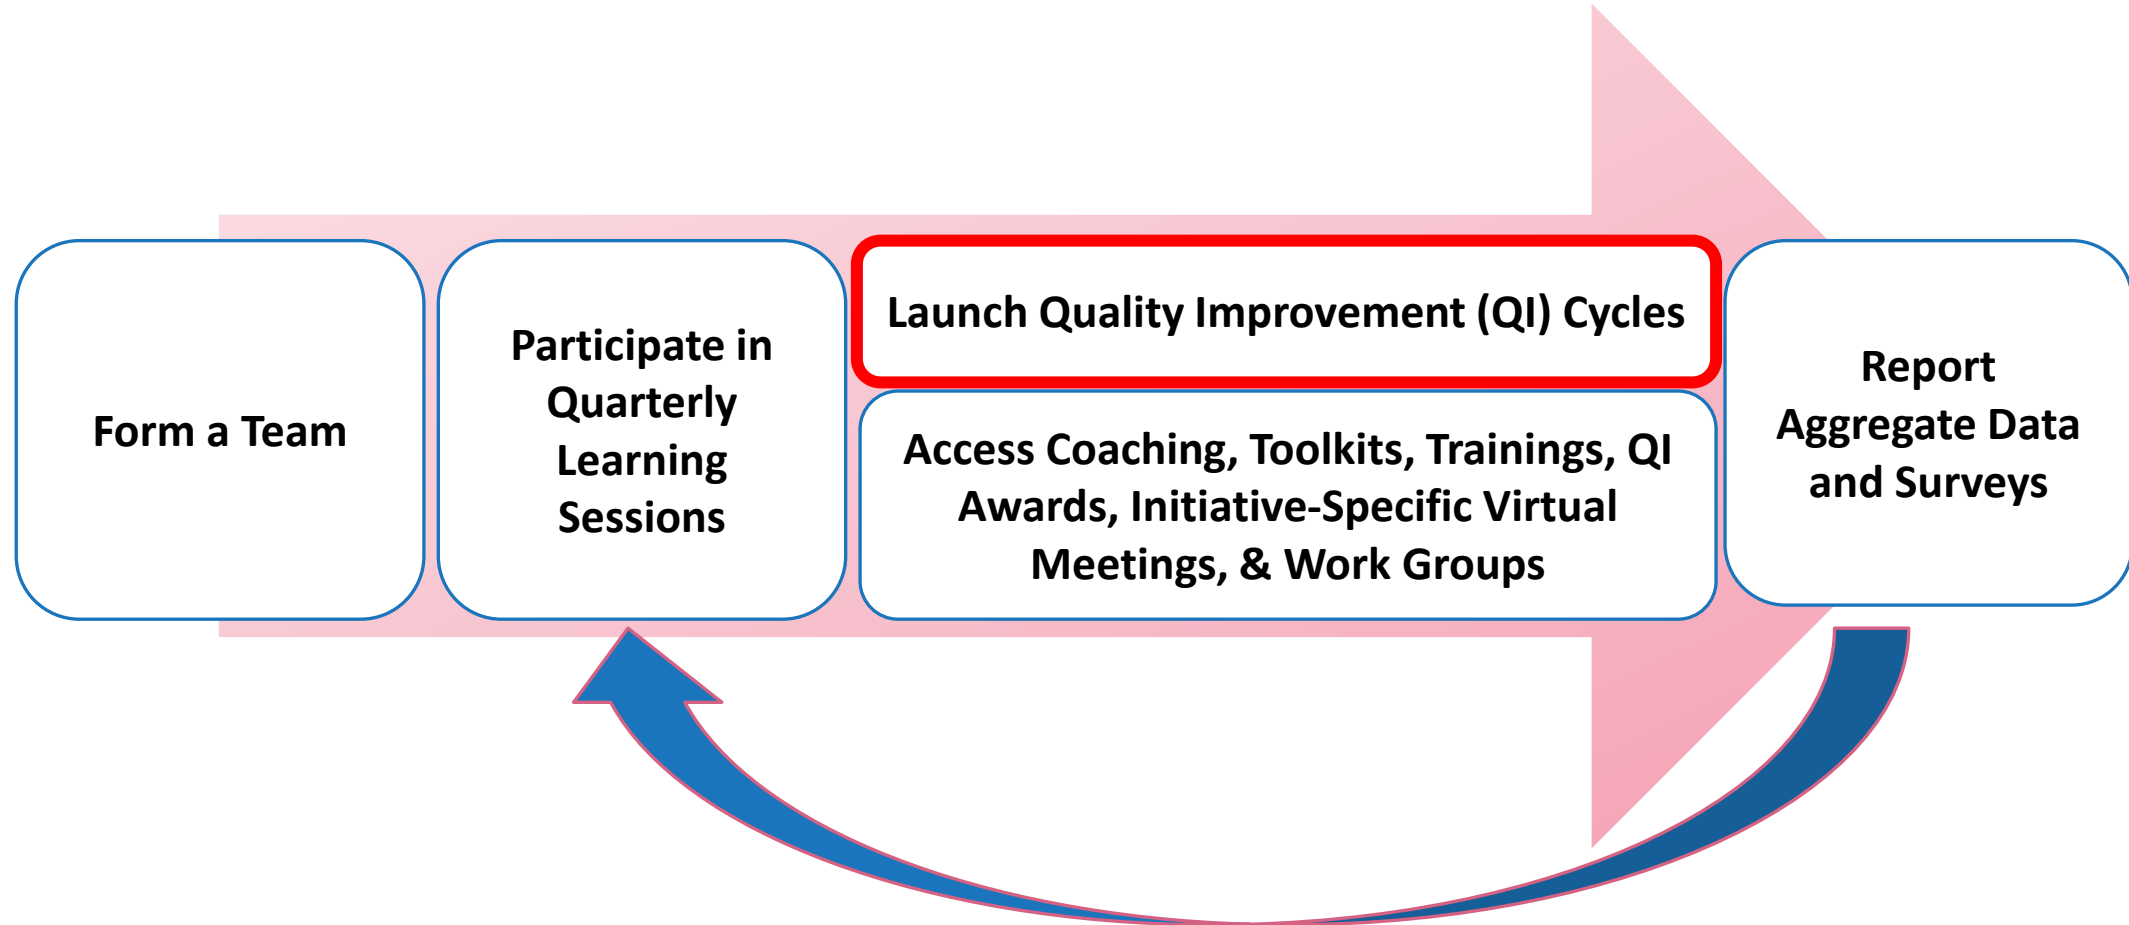 Form a Team
Participate in
Quarterly
Learning
Sessions
Launch Quality Improvement (QI) Cycles
Access Coaching, Toolkits, Trainings, QI
Awards, Initiative-Specific Virtual
Meetings, & Work Groups
Report
Aggregate Data
and Surveys